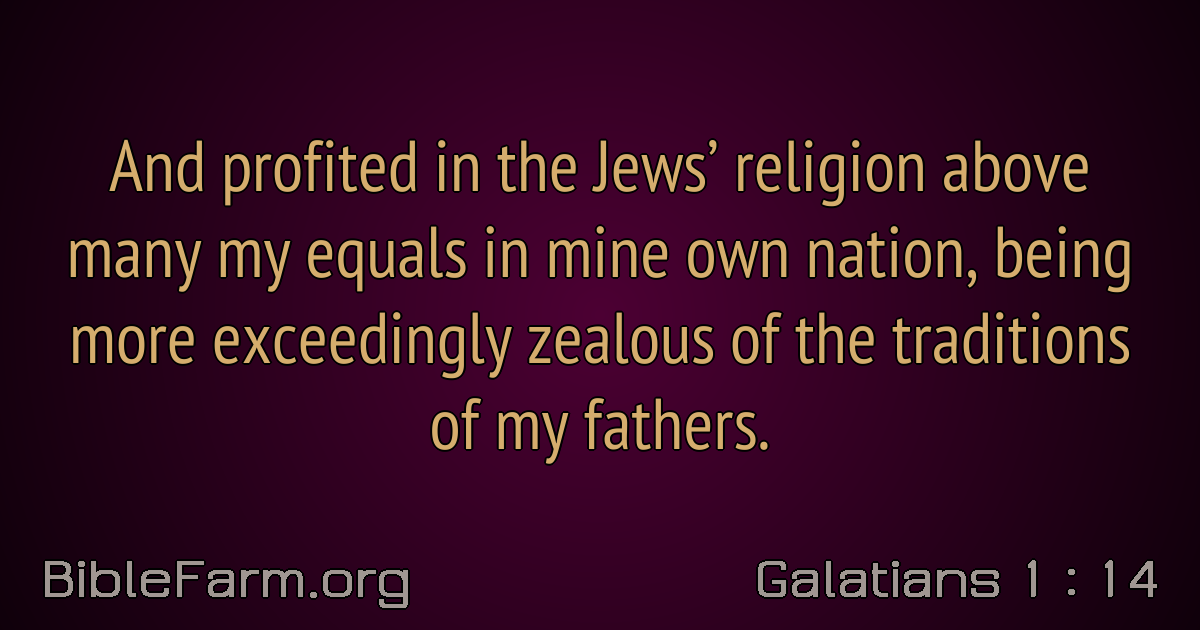 And profited in the Jews’ religion above
many my equals in mine own nation, being
more exceedingly zealous of the traditions
of my fathers.
BibleFarm.org
Galatians 1 : 14